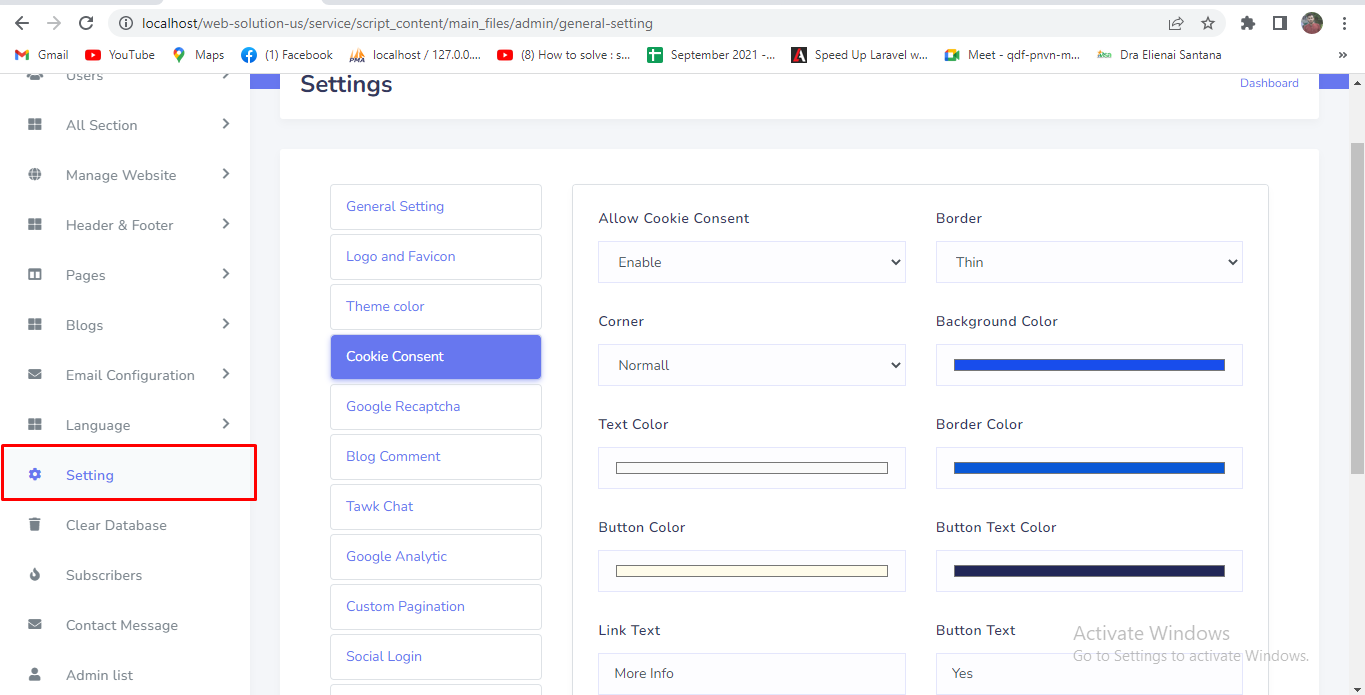 localhost/web-solution-us/service/script_content/main_files/admin/general-setting
Gmail YouTube Maps (1) Facebook localhost / 127.0.0.... (8) How to solve : s... September 2021 -... Speed Up Laravel w... Meet - qdf-pnvn-m... Dra Elienai Santana »
PMA
Users
All Section
Manage Website
Header & Footer
Pages
Blogs
Email Configuration
Language
Setting
Clear Database
Subscribers
Contact Message
Admin list
Settings
Dashboard
General Setting
Logo and Favicon
Theme color
Cookie Consent
Google Recaptcha
Blog Comment
Tawk Chat
Google Analytic
Custom Pagination
Social Login
Allow Cookie Consent Border
Enable Thin
Corner Background Color
Normall
Text Color Border Color
Button Color Button Text Color
Link Text Button Text
More Info Yes
Activate Windows
Go to Settings to activate Windows.